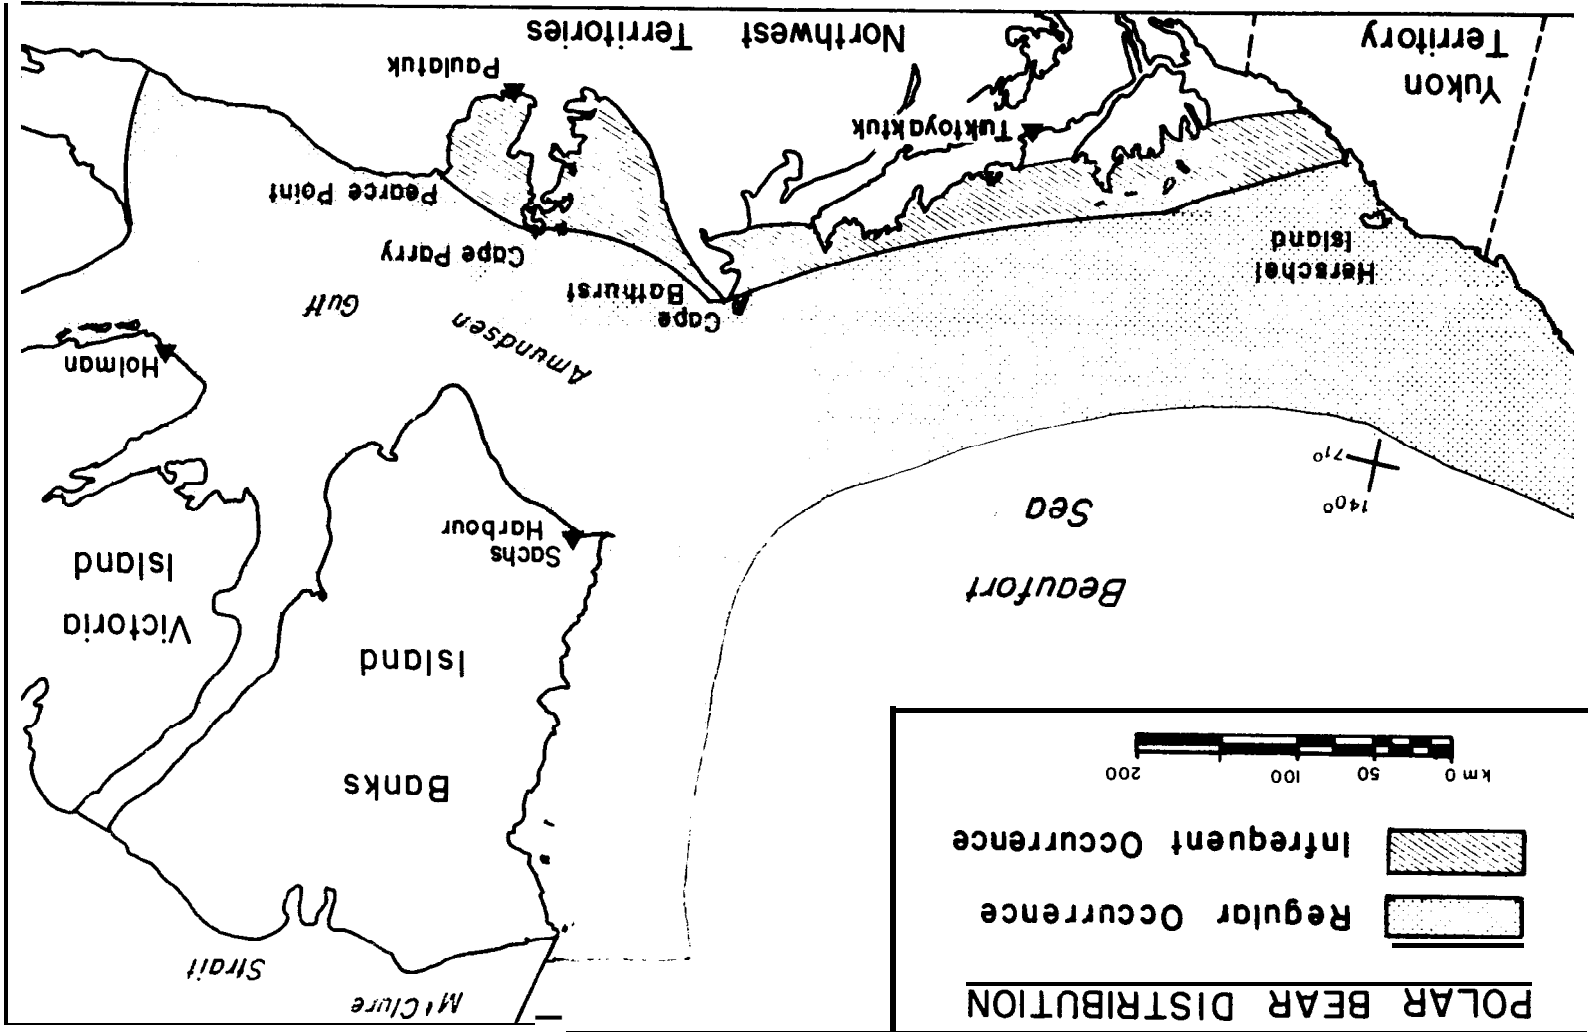 POLAR BEAR DISTRIBUTION
Regular Occurrence
Infrequent Occurrence
km 0 50 100 200
M'Clure
Strait
Banks
Island
Victoria
Island
Beaufort
Sea
140°
71°
Sachs
Harbour
Holman
Amundsen
Gulf
Cape
Bathurst
Herschel
Island
Cape Parry
Pearce Point
Tuktoyaktuk
Paulatuk
Yukon
Territory
Northwest Territories